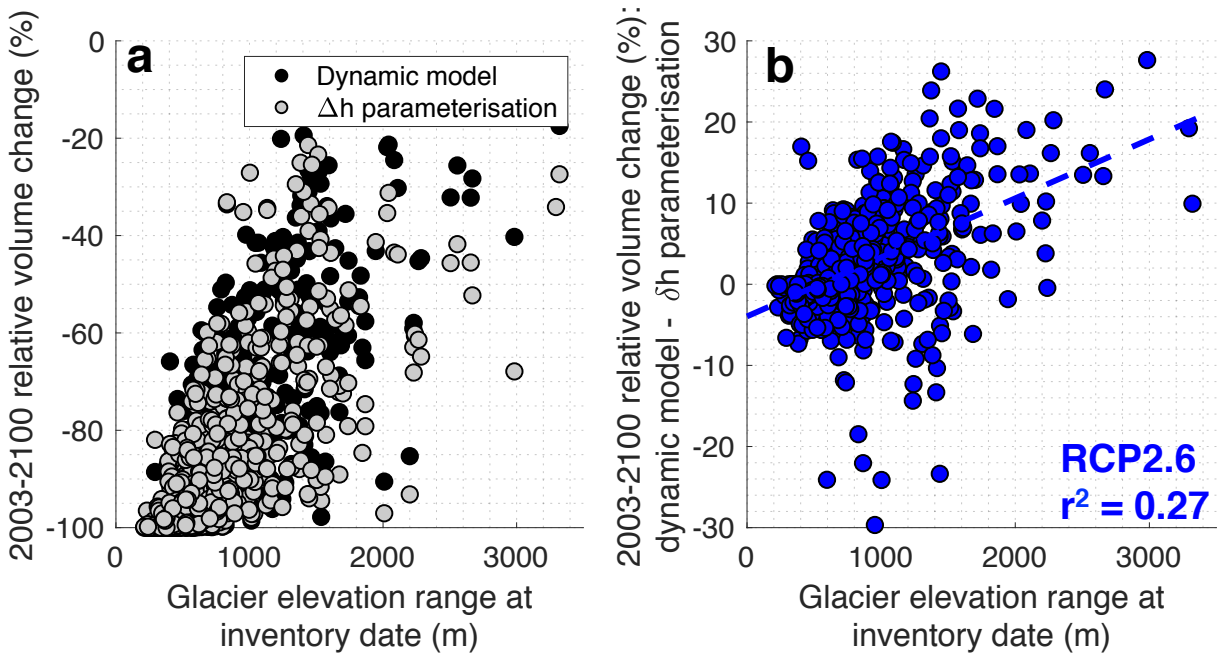 a
Dynamic model
Δh parameterisation
2003-2100 relative volume change (%)
0
-20
-40
-60
-80
-100
0
1000
2000
3000
Glacier elevation range at
inventory date (m)
b
2003-2100 relative volume change (%):
dynamic model - δh parameterisation
30
20
10
0
-10
-20
-30
RCP2.6
r² = 0.27
0
1000
2000
3000
Glacier elevation range at
inventory date (m)